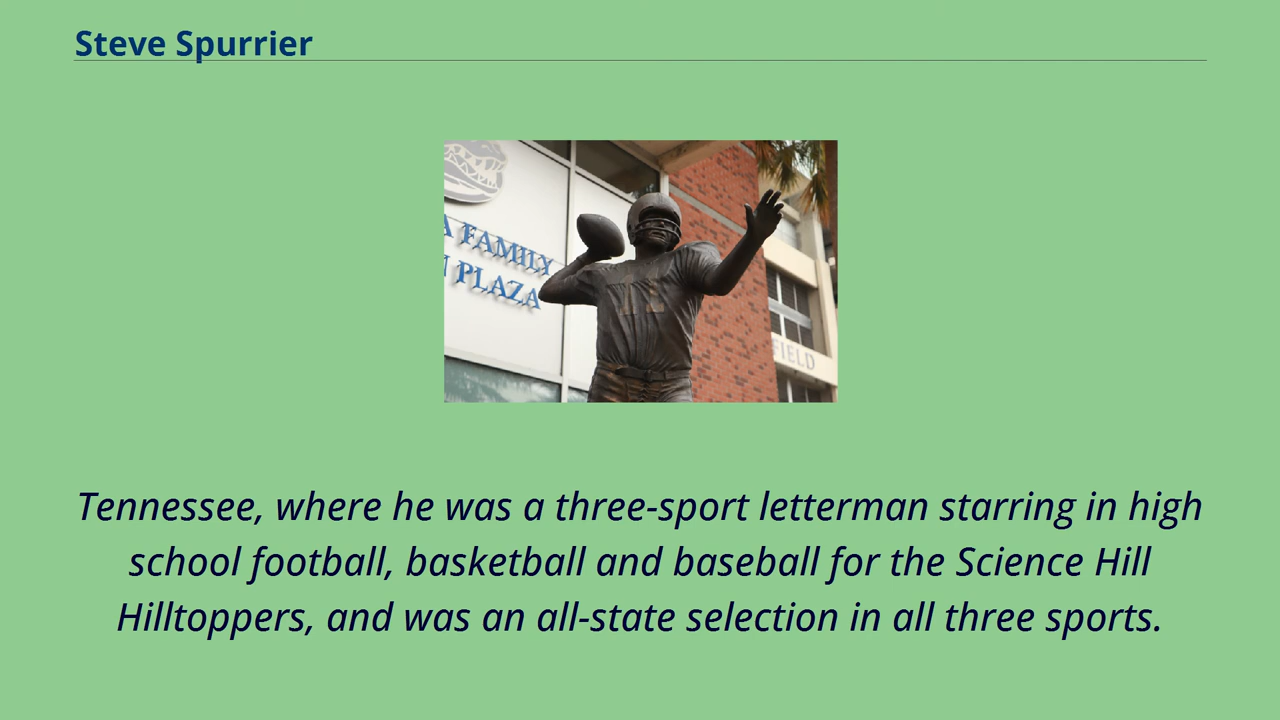 Steve Spurrier
FAMILY
PLAZA
FIELD
Tennessee, where he was a three-sport letterman starring in high
school football, basketball and baseball for the Science Hill
Hilltoppers, and was an all-state selection in all three sports.